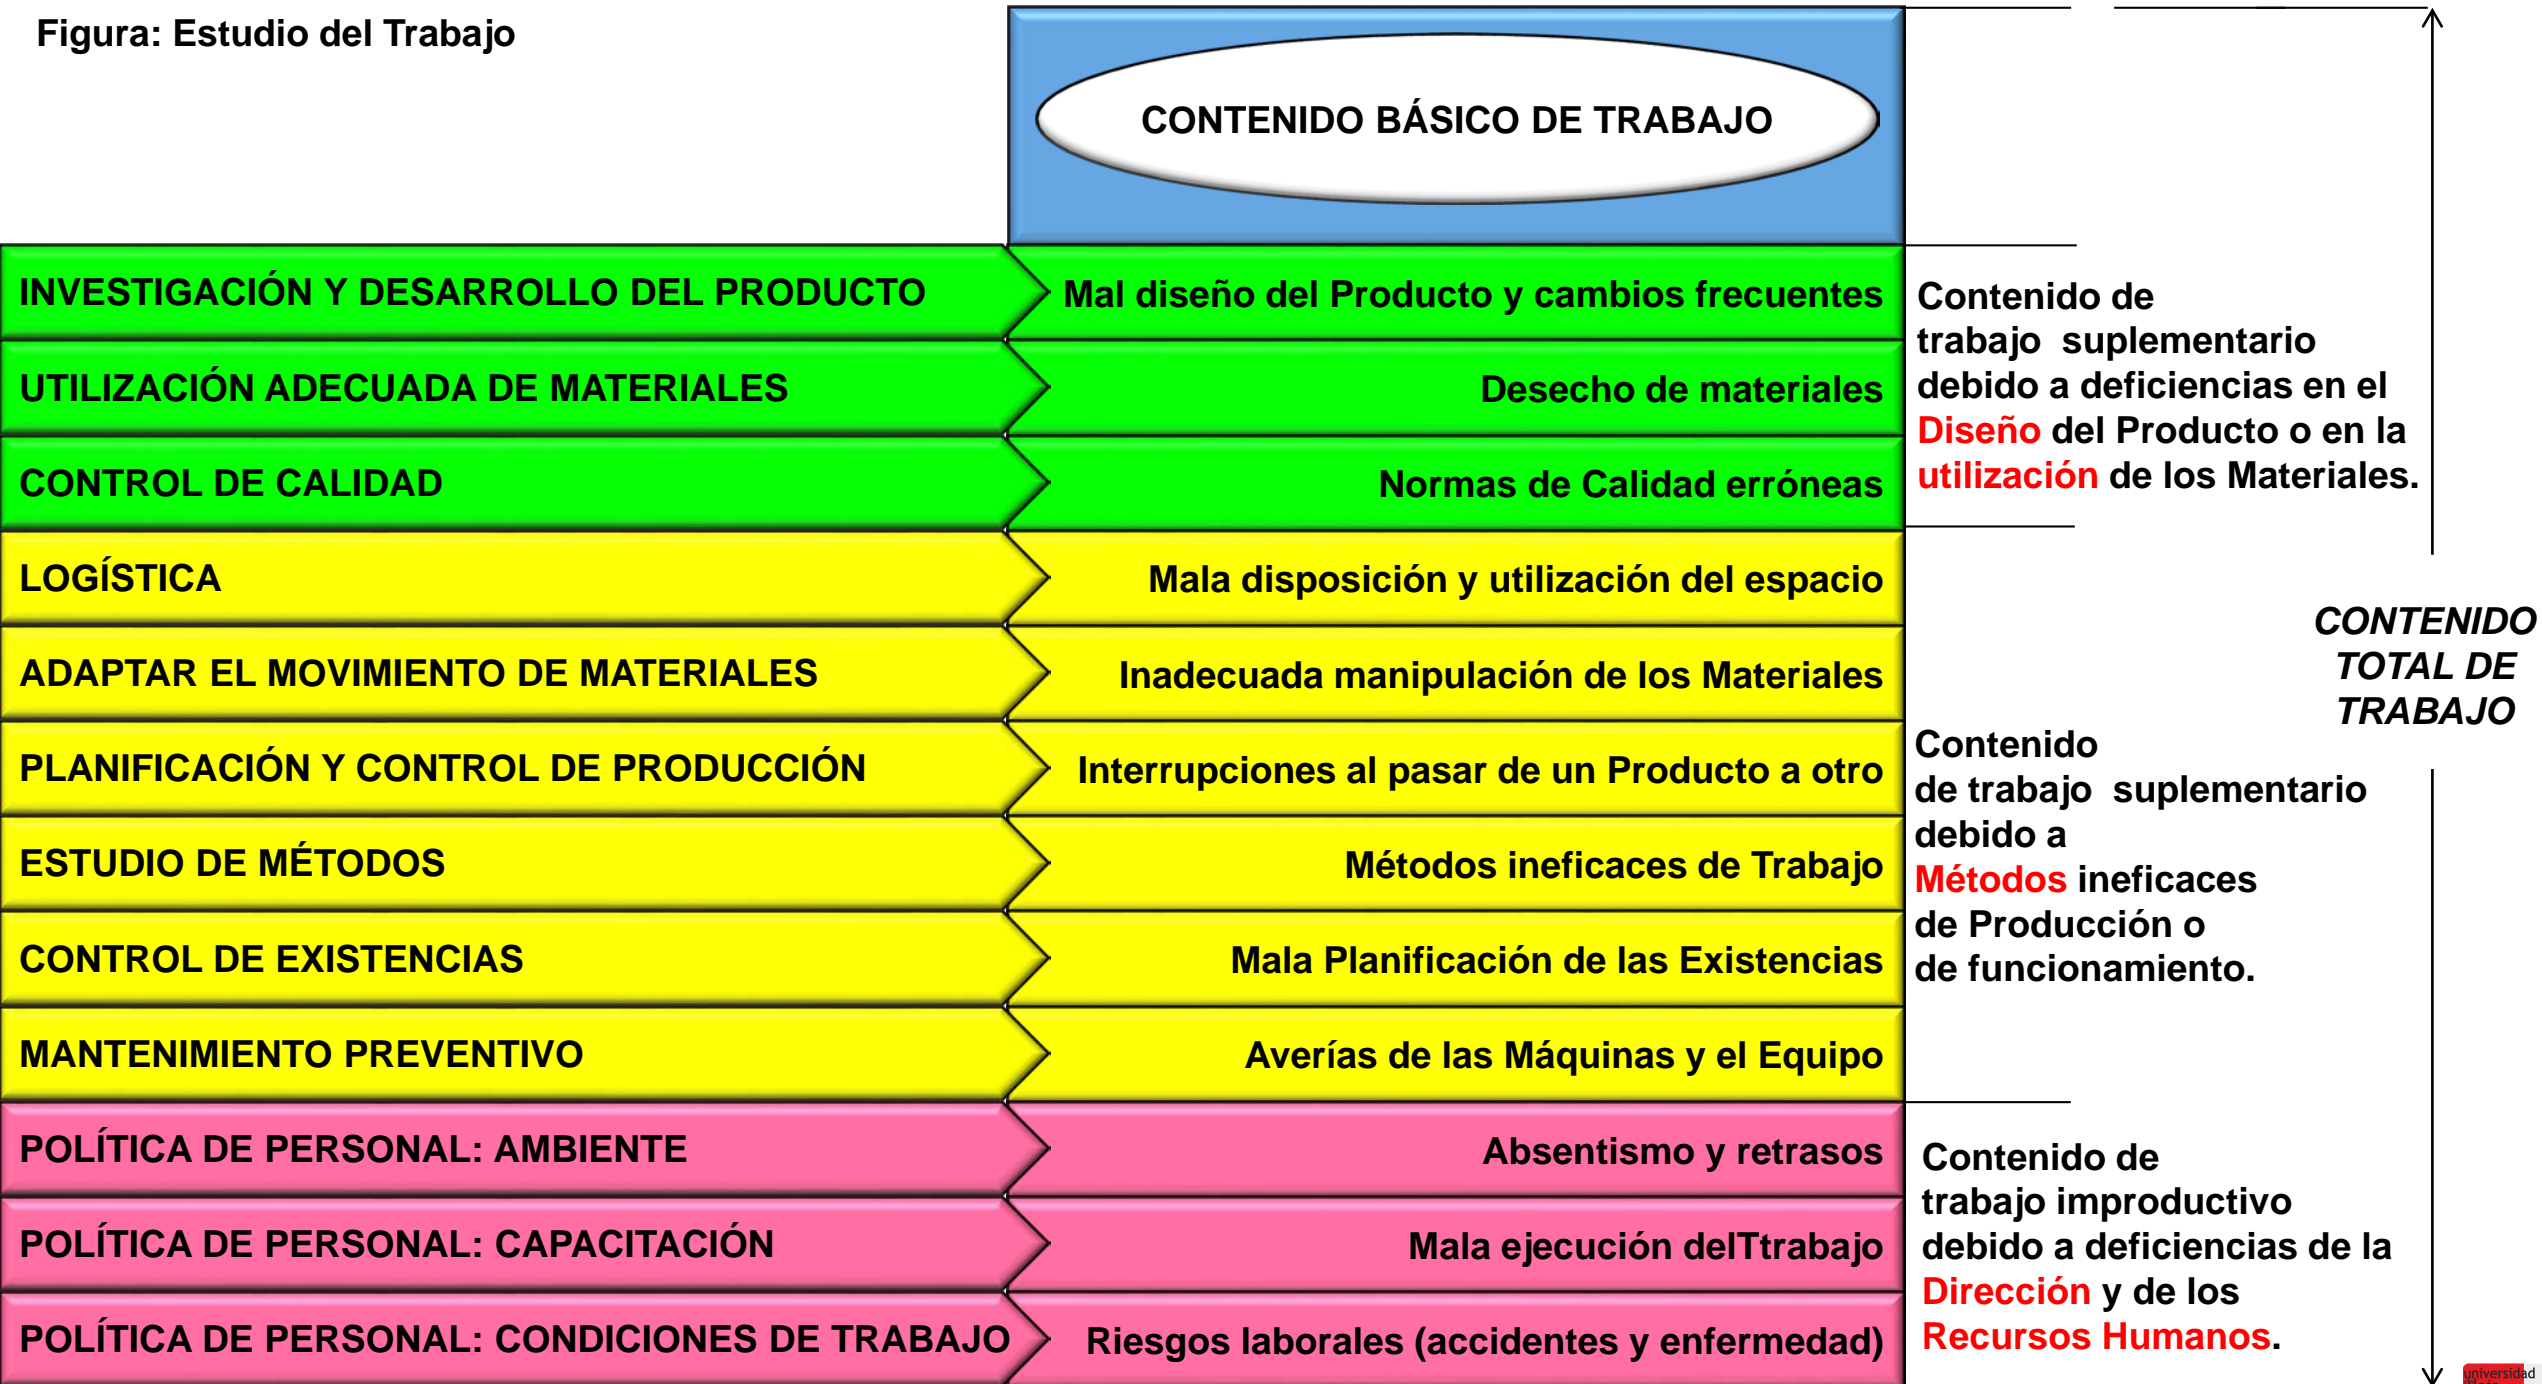 Figura: Estudio del Trabajo
CONTENIDO BÁSICO DE TRABAJO
INVESTIGACIÓN Y DESARROLLO DEL PRODUCTO
Mal diseño del Producto y cambios frecuentes
UTILIZACIÓN ADECUADA DE MATERIALES
Desecho de materiales
CONTROL DE CALIDAD
Normas de Calidad erróneas
Contenido de
trabajo suplementario
debido a deficiencias en el
Diseño del Producto o en la
utilización de los Materiales.
LOGÍSTICA
Mala disposición y utilización del espacio
ADAPTAR EL MOVIMIENTO DE MATERIALES
Inadecuada manipulación de los Materiales
PLANIFICACIÓN Y CONTROL DE PRODUCCIÓN
Interrupciones al pasar de un Producto a otro
ESTUDIO DE MÉTODOS
Métodos ineficaces de Trabajo
CONTROL DE EXISTENCIAS
Mala Planificación de las Existencias
MANTENIMIENTO PREVENTIVO
Averías de las Máquinas y el Equipo
Contenido
de trabajo suplementario
debido a
Métodos ineficaces
de Producción o
de funcionamiento.
CONTENIDO
TOTAL DE
TRABAJO
POLÍTICA DE PERSONAL: AMBIENTE
Absentismo y retrasos
POLÍTICA DE PERSONAL: CAPACITACIÓN
Mala ejecución delTtrabajo
POLÍTICA DE PERSONAL: CONDICIONES DE TRABAJO
Riesgos laborales (accidentes y enfermedad)
Contenido de
trabajo improductivo
debido a deficiencias de la
Dirección y de los
Recursos Humanos.
universidad